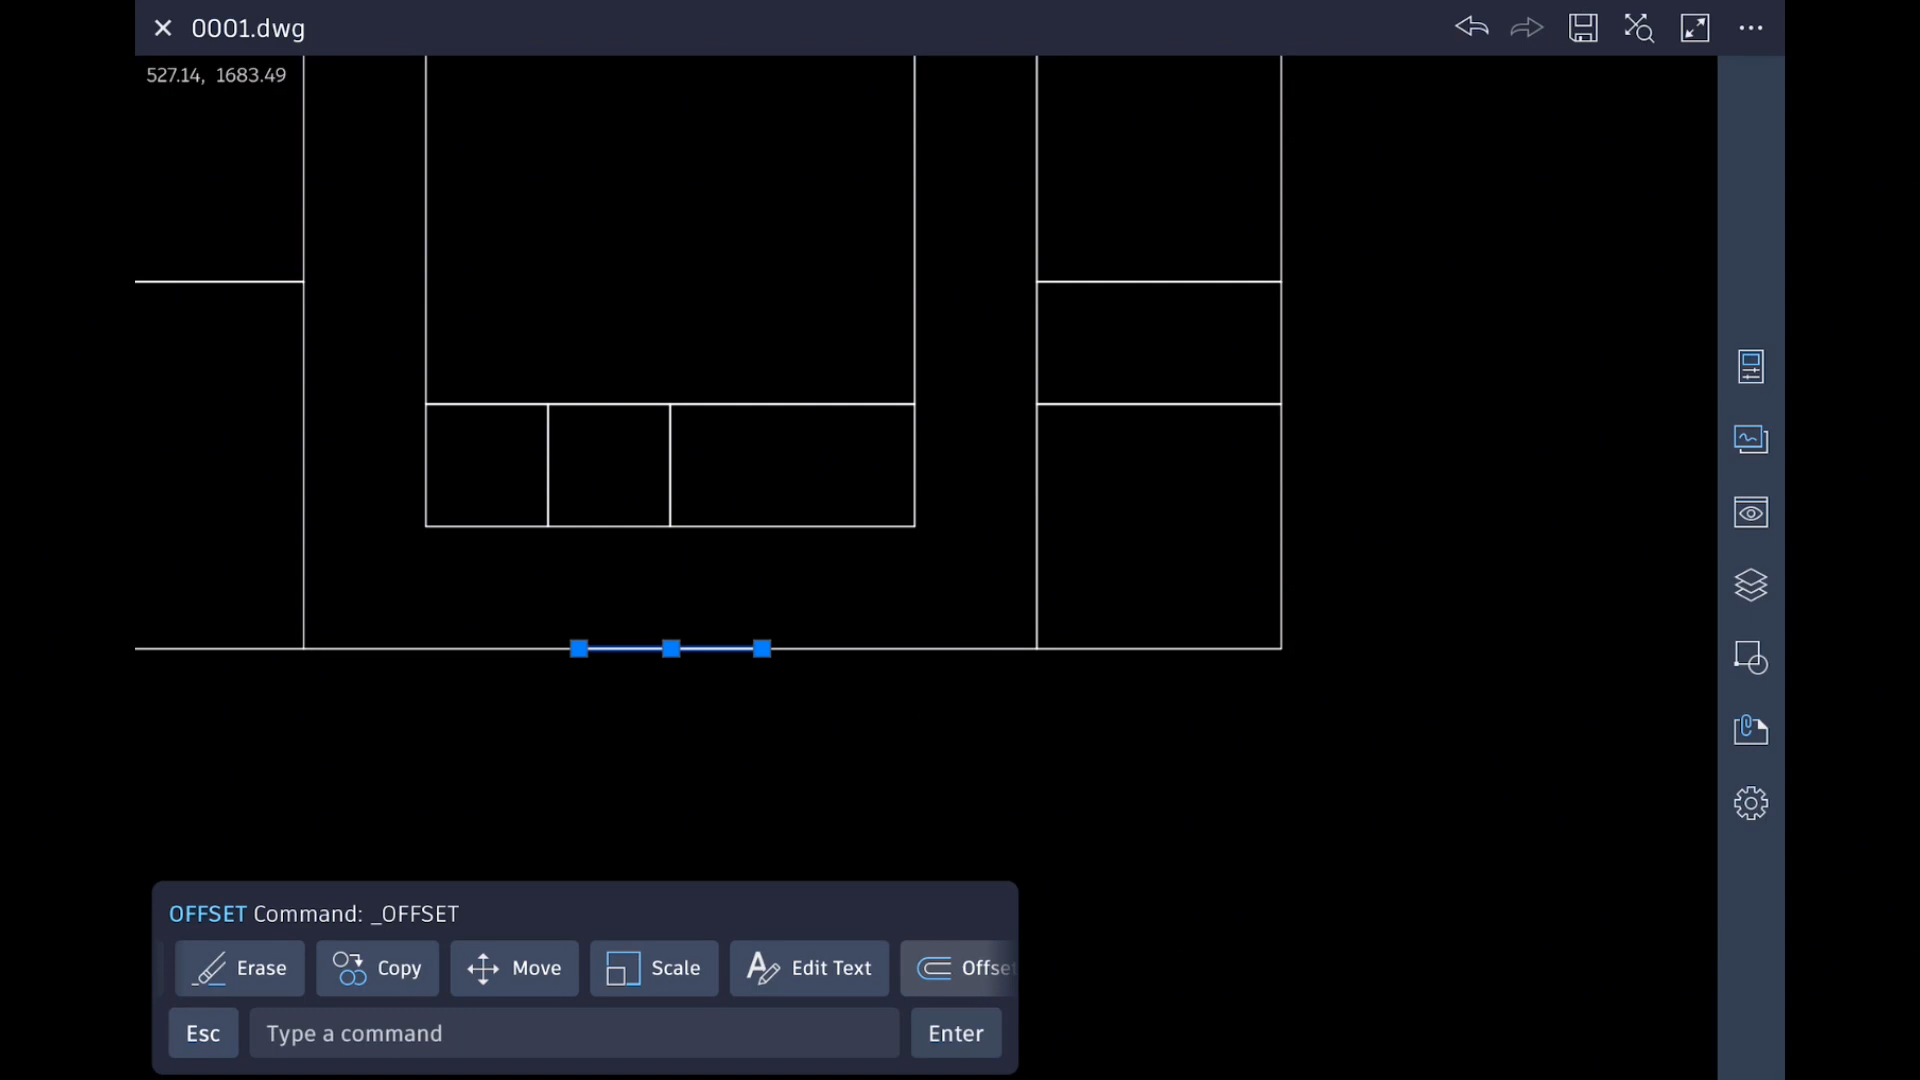 0001.dwg
527.14, 1683.49
OFFSET Command: _OFFSET
Erase
Copy
Move
Scale
Edit Text
Offset
Esc
Type a command
Enter